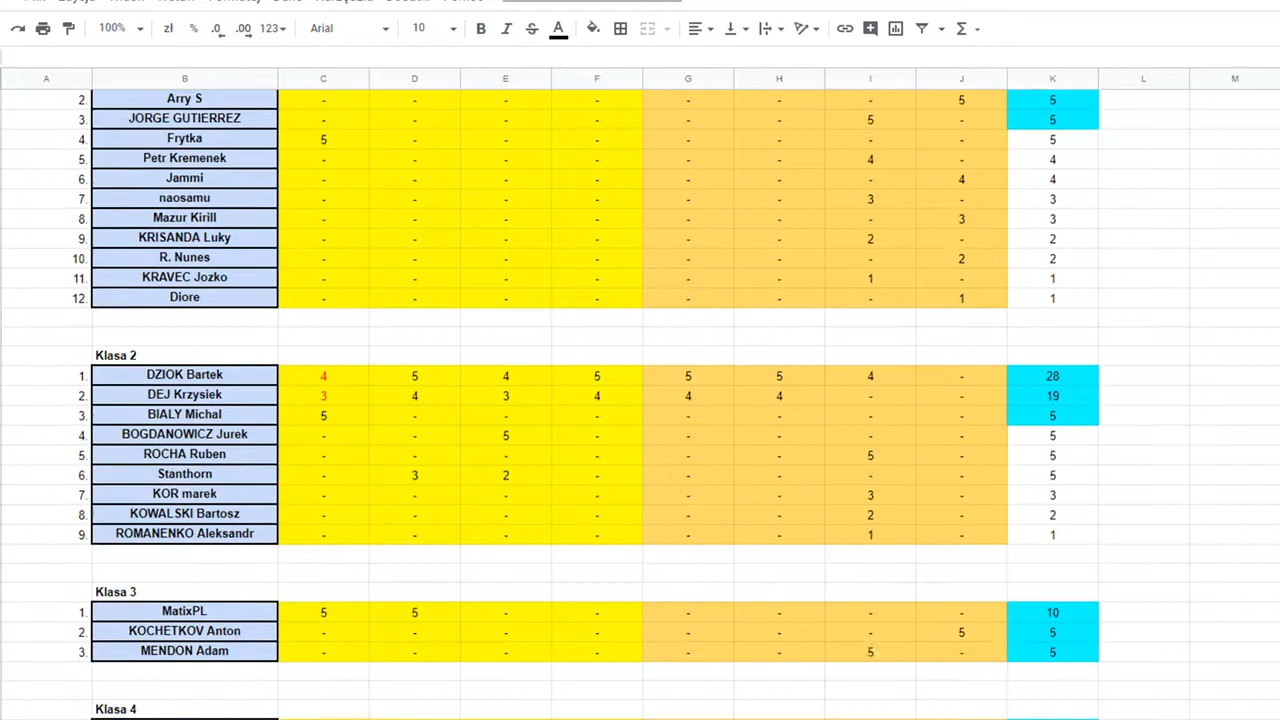 100% zł % .0 .00 123 Arial 10 B I S A Σ
A B C D E F G H I J K L M
2. Arry S - - - - - - - 5 5
3. JORGE GUTIERREZ - - - - - - 5 - 5
4. Frytka 5 - - - - - - - 5
5. Petr Kremenek - - - - - - 4 - 4
6. Jammi - - - - - - - 4 4
7. naosamu - - - - - - 3 - 3
8. Mazur Kirill - - - - - - - 3 3
9. KRISANDA Luky - - - - - - 2 - 2
10. R. Nunes - - - - - - - 2 2
11. KRAVEC Jozko - - - - - - 1 - 1
12. Diore - - - - - - - 1 1
Klasa 2
1. DZIOK Bartek 4 5 4 5 5 5 4 - 28
2. DEJ Krzysiek 3 4 3 4 4 4 - - 19
3. BIALY Michal 5 - - - - - - - 5
4. BOGDANOWICZ Jurek - - 5 - - - - - 5
5. ROCHA Ruben - - - - - - 5 - 5
6. Stanthorn - 3 2 - - - - - 5
7. KOR marek - - - - - - 3 - 3
8. KOWALSKI Bartosz - - - - - - 2 - 2
9. ROMANENKO Aleksandr - - - - - - 1 - 1
Klasa 3
1. MatixPL 5 5 - - - - - - 10
2. KOCHETKOV Anton - - - - - - - 5 5
3. MENDON Adam - - - - - - 5 - 5
Klasa 4